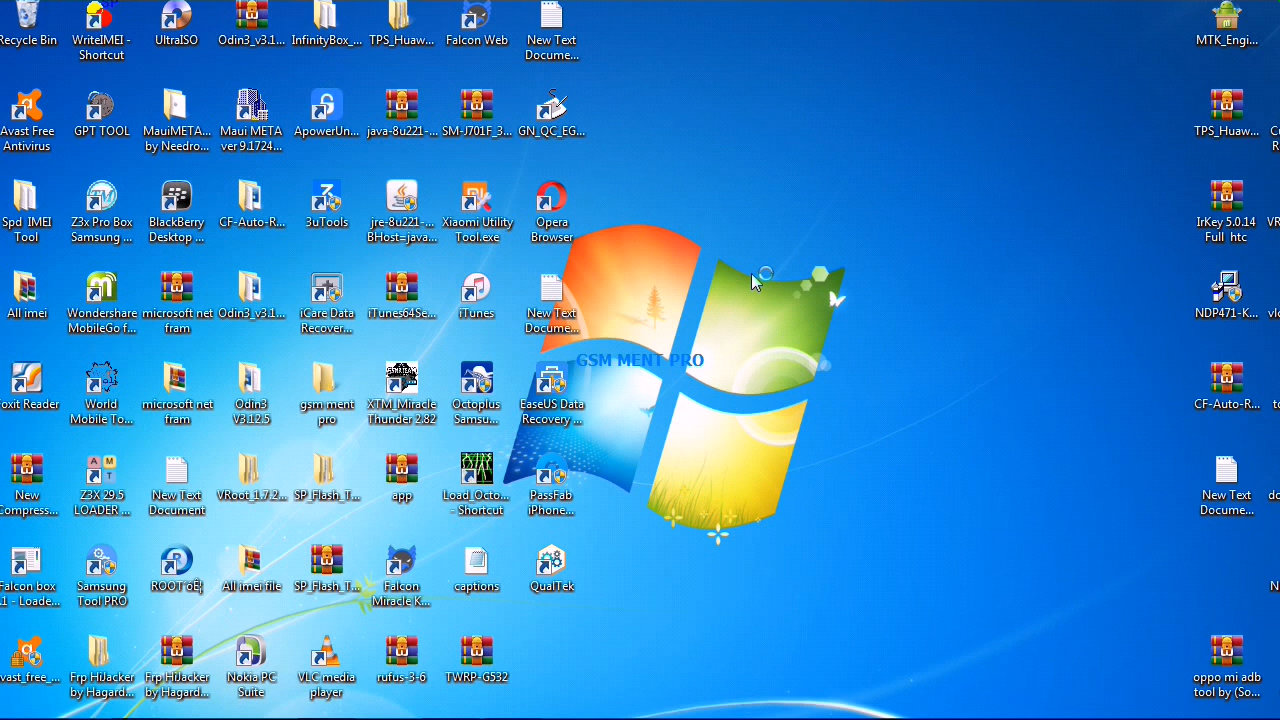 Recycle Bin
WriteIMEI -
Shortcut
UltraISO
Odin3_v3.1...
InfinityBox_...
TPS_Huaw...
Falcon Web
New Text
Docume...
MTK_Engi...
Avast Free
Antivirus
GPT TOOL
MauiMETA...
by Needro...
Maui META
ver 9.1724...
ApowerUn...
java-8u221-...
SM-J701F_3...
GN_QC_EG...
TPS_Huaw...
Spd IMEI
Tool
Z3x Pro Box
Samsung ...
BlackBerry
Desktop ...
CF-Auto-R...
3uTools
jre-8u221-...
BHost=java...
Xiaomi Utility
Tool.exe
Opera
Browser
IrKey 5.0.14
Full htc
All imei
Wondershare
MobileGo f...
microsoft net
fram
Odin3_v3.1...
iCare Data
Recover...
iTunes64Se...
iTunes
New Text
Docume...
NDP471-K...
GSM MENT PRO
oxit Reader
World
Mobile To...
microsoft net
fram
Odin3
V3.12.5
gsm ment
pro
XTM_Miracle
Thunder 2.82
Octoplus
Samsu...
EaseUS Data
Recovery ...
CF-Auto-R...
New
Compress...
Z3X 29.5
LOADER ...
New Text
Document
VRoot_1.7.2...
SP_Flash_T...
app
Load_Octo...
- Shortcut
PassFab
iPhone...
New Text
Docume...
Falcon box
.1 - Loade...
Samsung
Tool PRO
All imei file
SP_Flash_T...
Falcon
Miracle K...
captions
QualTek
vast_free_...
Frp HiJacker
by Hagard...
Frp HiJacker
by Hagard...
Nokia PC
Suite
VLC media
player
rufus-3-6
TWRP-G532
oppo mi adb
tool by (So...